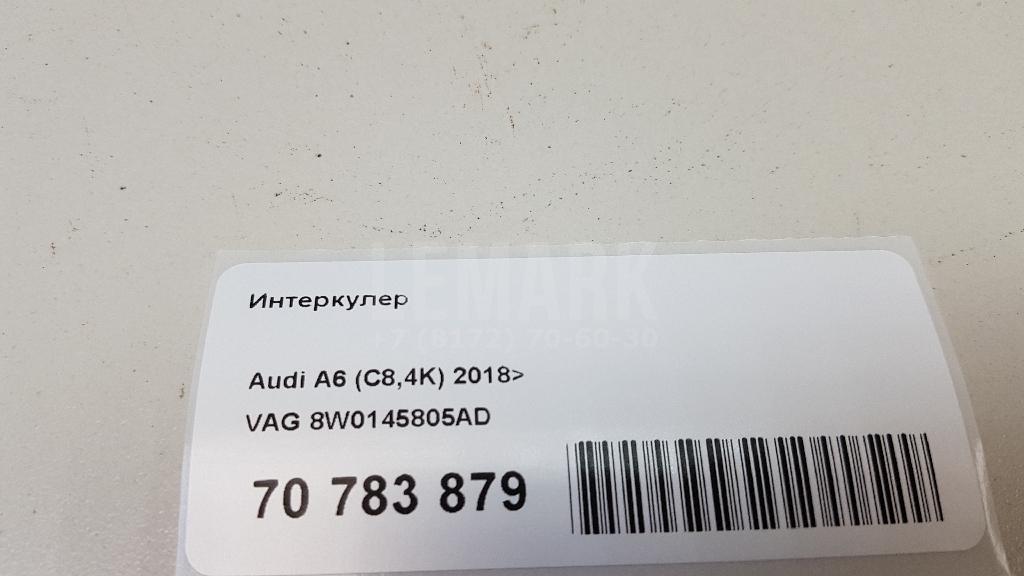 LEMARK
+7 (8172) 70-60-30
Интеркулер
Audi A6 (C8,4K) 2018>
VAG 8W0145805AD
70 783 879